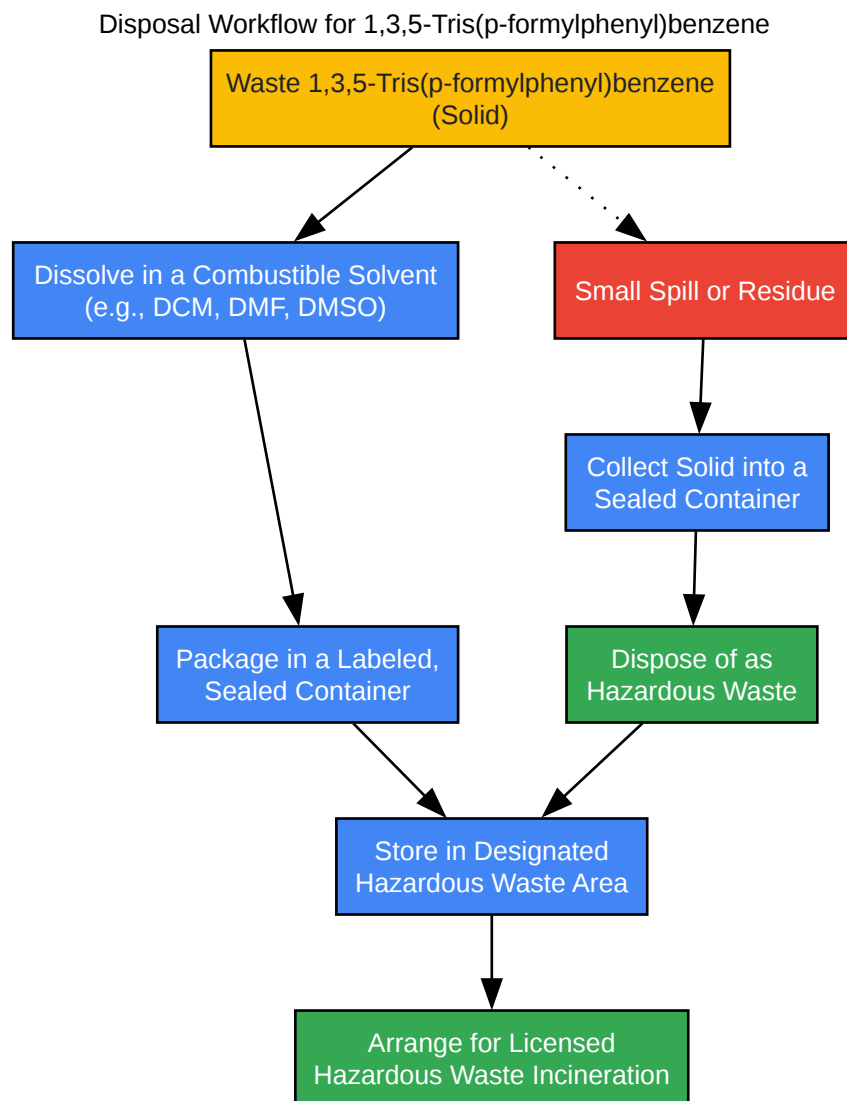 Disposal Workflow for 1,3,5-Tris(p-formylphenyl)benzene
Waste 1,3,5-Tris(p-formylphenyl)benzene
(Solid)
Dissolve in a Combustible Solvent
(e.g., DCM, DMF, DMSO)
Small Spill or Residue
Collect Solid into a
Sealed Container
Package in a Labeled,
Sealed Container
Dispose of as
Hazardous Waste
Store in Designated
Hazardous Waste Area
Arrange for Licensed
Hazardous Waste Incineration